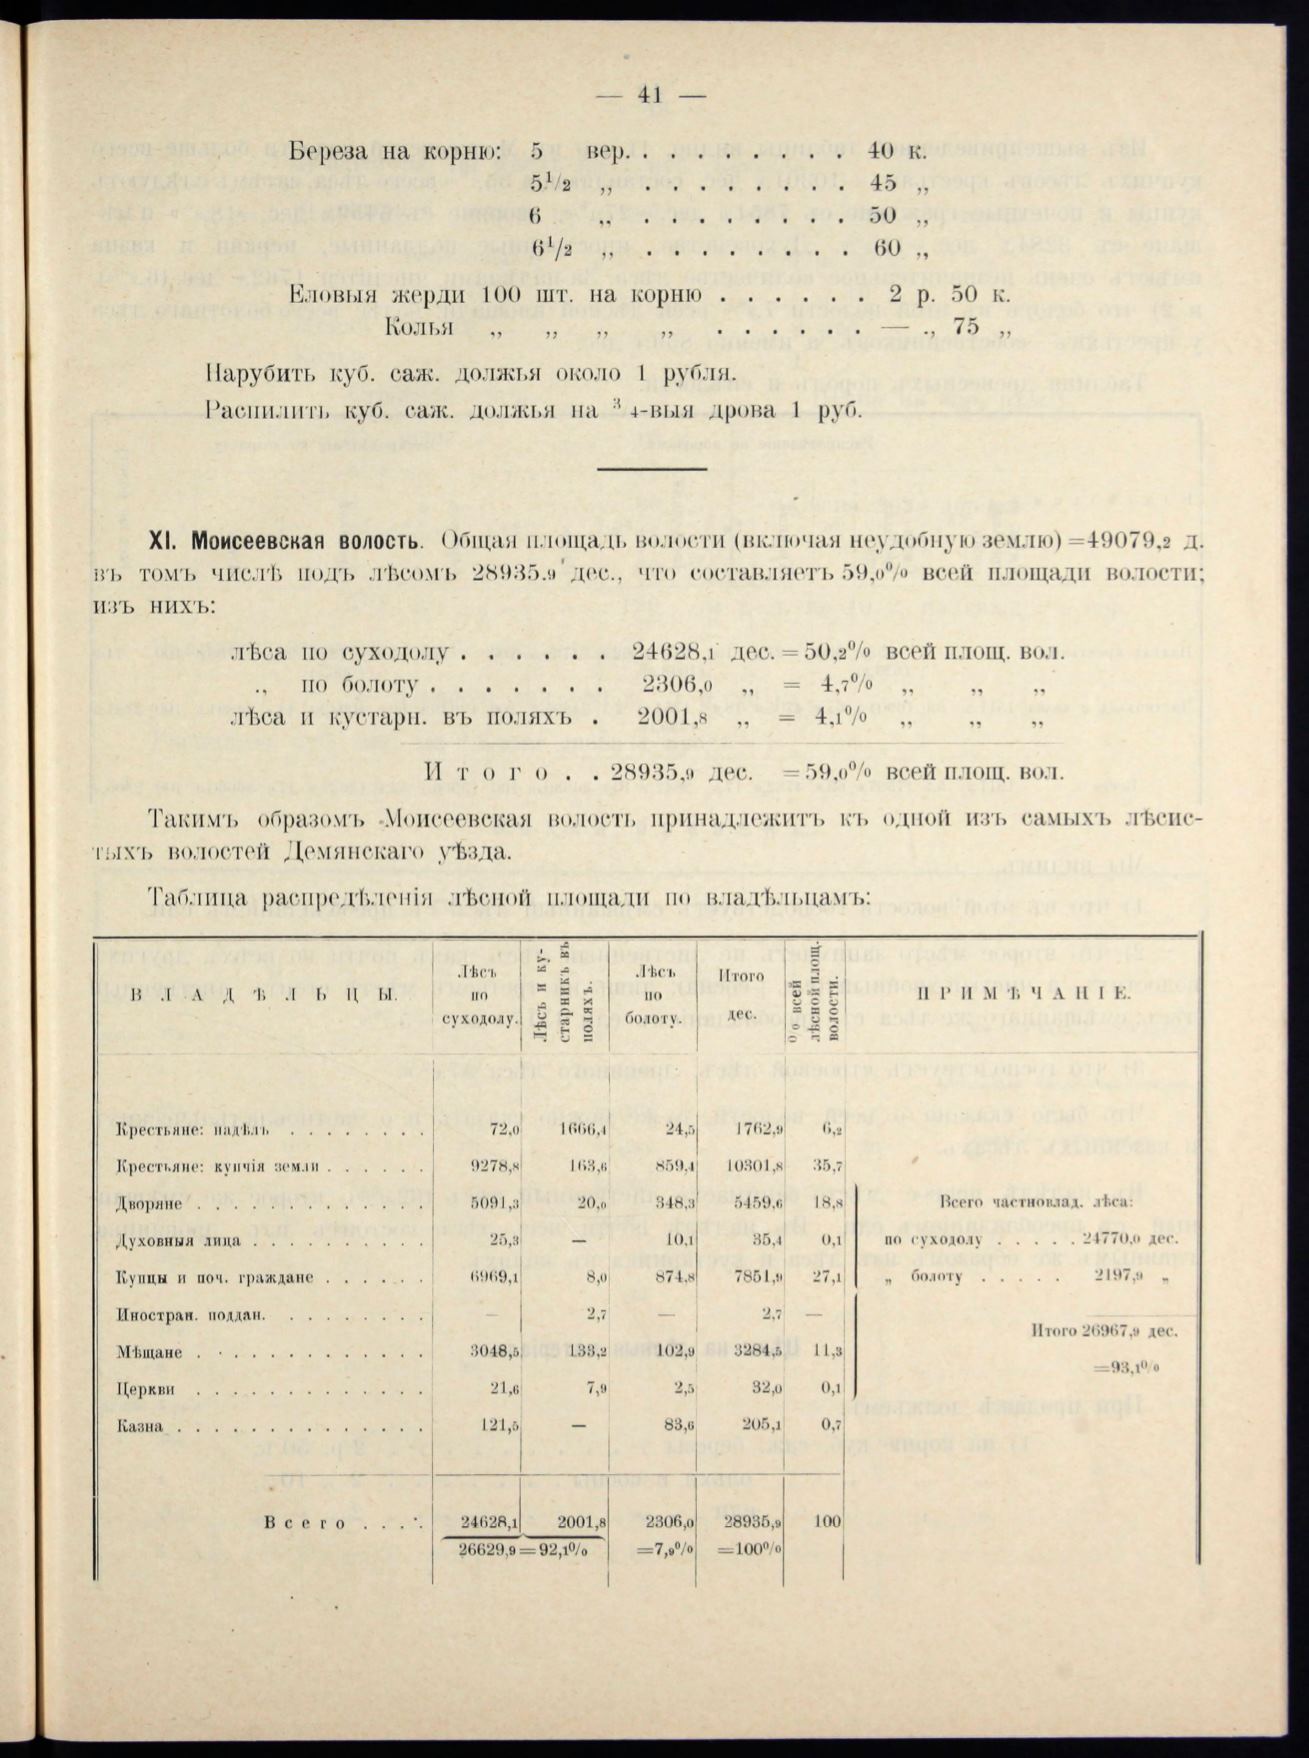 — 41 —
Береза на корню: 5 вер. . . . . . . . . 40 к.
5½ „ . . . . . . . . . 45 „
6 „ . . . . . . . . . 50 „
6½ „ . . . . . . . . . 60 „
Еловыя жерди 100 шт. на корню . . . . . . 2 р. 50 к.
Колья „ „ „ „ . . . . . . — „ 75 „
Нарубить куб. саж. должья около 1 рубля.
Распилить куб. саж. должья на ¾-выя дрова 1 руб.
XI. Моисеевская волость. Общая площадь волости (включая неудобную землю) =49079,2 д.
въ томъ числѣ подъ лѣсомъ 28935.9 дес., что составляетъ 59,0% всей площади волости;
изъ нихъ:
лѣса по суходолу . . . . . . 24628,1 дес. = 50,2% всей площ. вол.
„ по болоту . . . . . . . 2306,0 „ = 4,7% „ „ „
лѣса и кустарн. въ поляхъ . 2001,8 „ = 4,1% „ „ „
Итого . . 28935,9 дес. =59,0% всей площ. вол.
Такимъ образомъ Моисеевская волость принадлежитъ къ одной изъ самыхъ лѣсис-
тыхъ волостей Демянскаго уѣзда.
Таблица распредѣленія лѣсной площади по владѣльцамъ:
ВЛАДѢЛЬЦЫ. Лѣсъ по суходолу. Лѣсъ и ку-старникъ въ поляхъ. Лѣсъ по болоту. Итого дес. % всей лѣсной площ. волости. ПРИМѢЧАНІЕ.
Крестьяне: надѣлъ . . . . . . . . 72,0 1666,4 24,5 1762,9 6,2
Крестьяне: купчія земли . . . . . . 9278,8 163,6 859,4 10301,8 35,7
Дворяне . . . . . . . . . . . . . 5091,3 20,0 348,3 5459,6 18,8 Всего частновлад. лѣса:
Духовныя лица . . . . . . . . . . 25,3 — 10,1 35,4 0,1 по суходолу . . . . . 24770,0 дес.
Купцы и поч. граждане . . . . . . 6969,1 8,0 874,8 7851,9 27,1 „ болоту . . . . . 2197,9 „
Иностран. поддан. . . . . . . . . — 2,7 — 2,7 —
Итого 26967,9 дес.
Мѣщане . . . . . . . . . . . . . 3048,5 133,2 102,9 3284,5 11,3
=93,1%
Церкви . . . . . . . . . . . . . 21,6 7,9 2,5 32,0 0,1
Казна . . . . . . . . . . . . . . 121,5 — 83,6 205,1 0,7
Всего . . . . 24628,1 2001,8 2306,0 28935,9 100
26629,9=92,1% =7,9% =100%